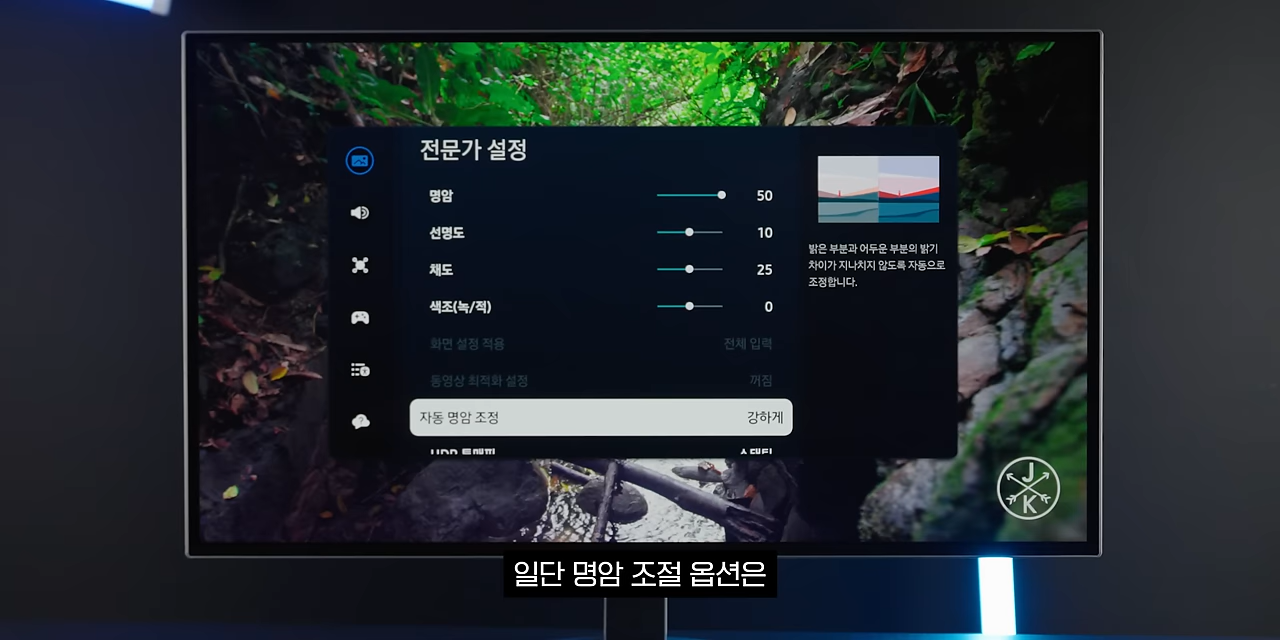 전문가 설정
명암 50
선명도 10
채도 25
색조(녹/적) 0
화면 설정 적용 전체 입력
동영상 최적화 설정 꺼짐
자동 명암 조정 강하게
밝은 부분과 어두운 부분의 밝기
차이가 지나치지 않도록 자동으로
조정합니다.
J
K
일단 명암 조절 옵션은